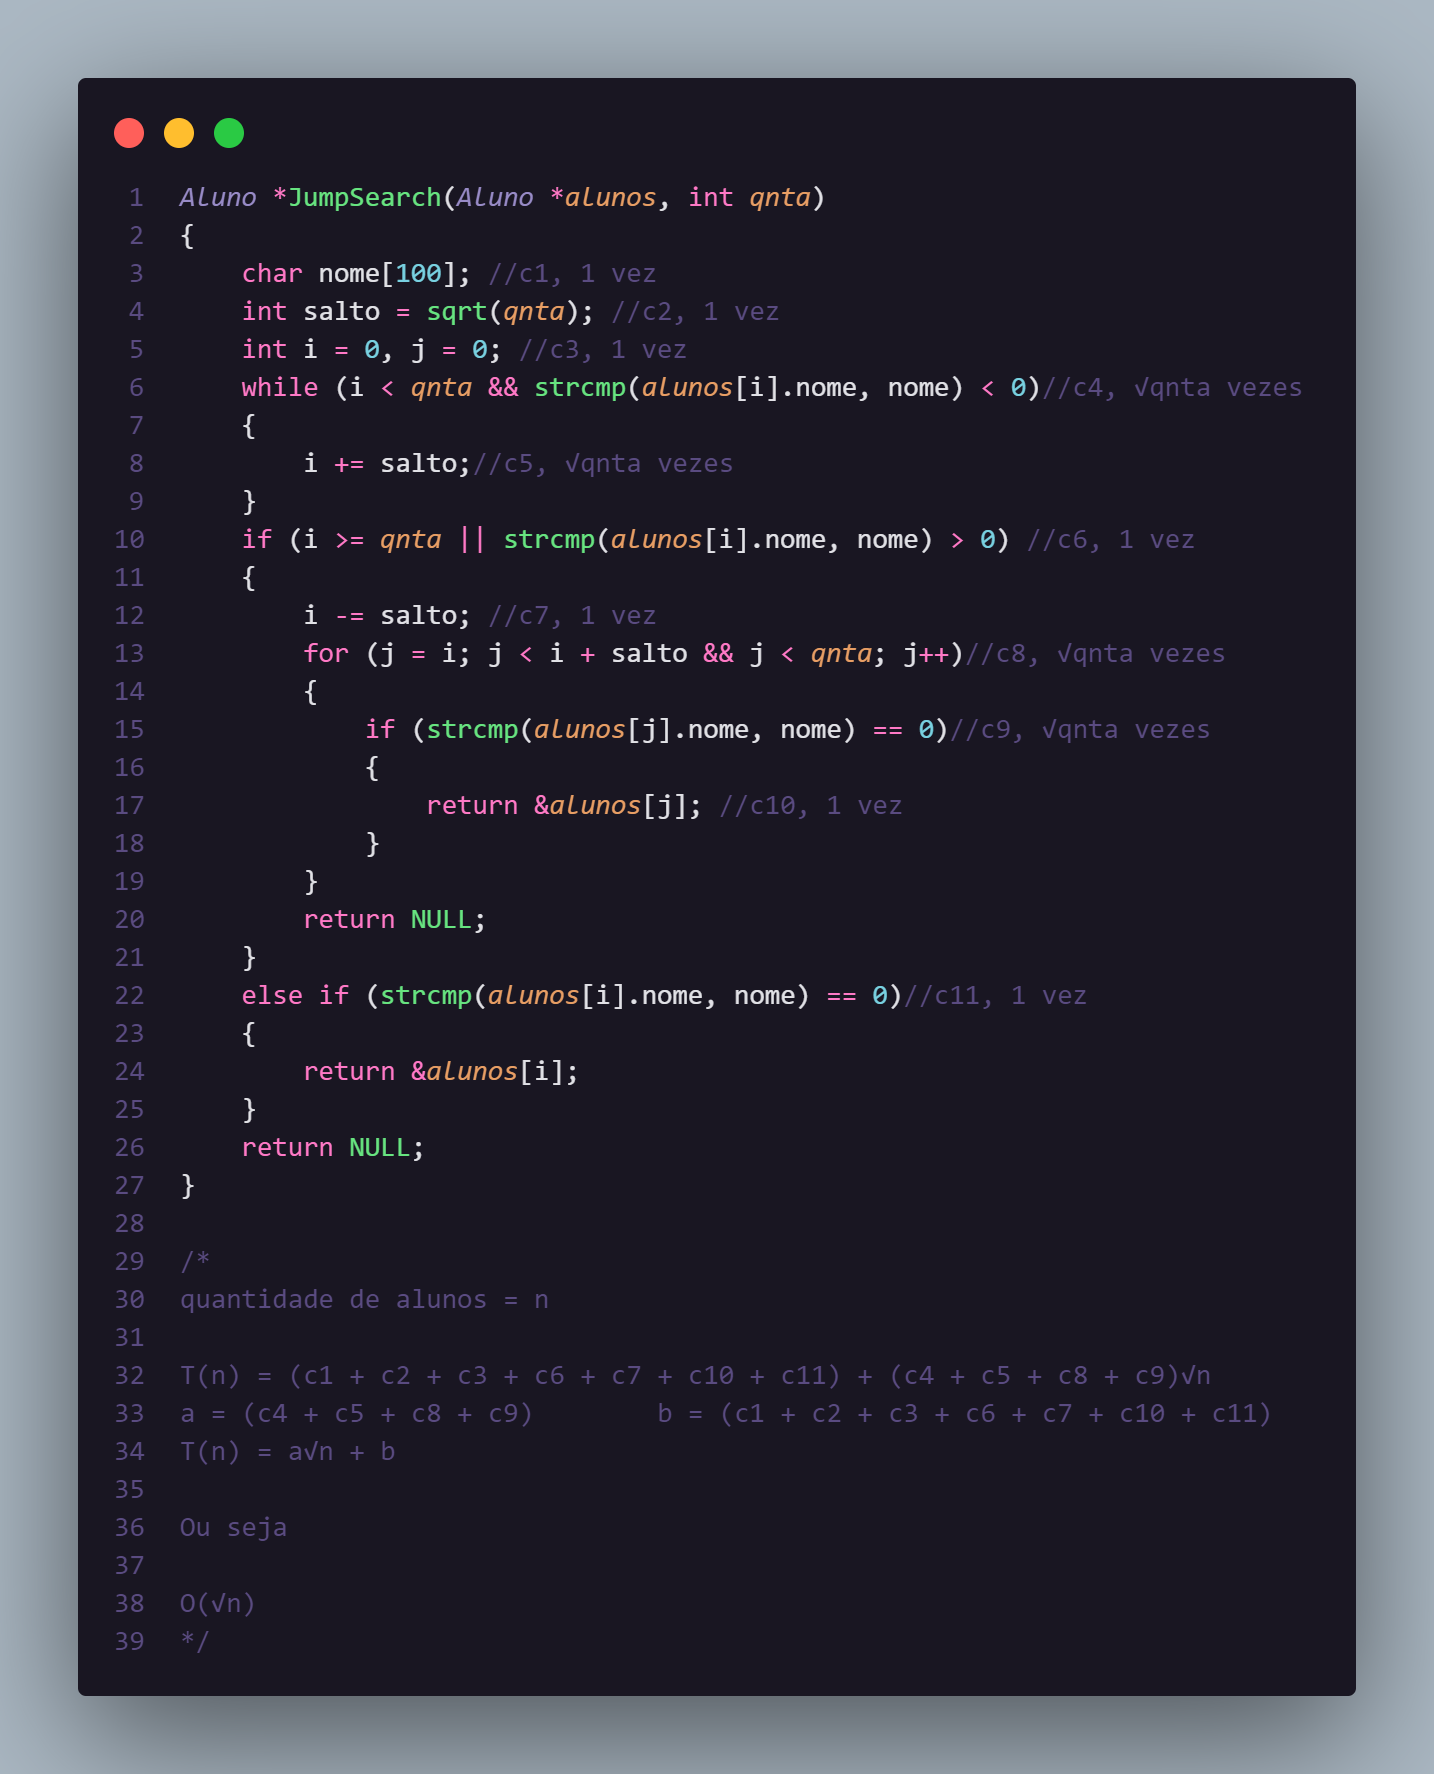 1 Aluno *JumpSearch(Aluno *alunos, int qnta)
2 {
3     char nome[100]; //c1, 1 vez
4     int salto = sqrt(qnta); //c2, 1 vez
5     int i = 0, j = 0; //c3, 1 vez
6     while (i < qnta && strcmp(alunos[i].nome, nome) < 0)//c4, √qnta vezes
7     {
8         i += salto;//c5, √qnta vezes
9     }
10     if (i >= qnta || strcmp(alunos[i].nome, nome) > 0) //c6, 1 vez
11     {
12         i -= salto; //c7, 1 vez
13         for (j = i; j < i + salto && j < qnta; j++)//c8, √qnta vezes
14         {
15             if (strcmp(alunos[j].nome, nome) == 0)//c9, √qnta vezes
16             {
17                 return &alunos[j]; //c10, 1 vez
18             }
19         }
20         return NULL;
21     }
22     else if (strcmp(alunos[i].nome, nome) == 0)//c11, 1 vez
23     {
24         return &alunos[i];
25     }
26     return NULL;
27 }
28
29 /*
30 quantidade de alunos = n
31
32 T(n) = (c1 + c2 + c3 + c6 + c7 + c10 + c11) + (c4 + c5 + c8 + c9)√n
33 a = (c4 + c5 + c8 + c9)        b = (c1 + c2 + c3 + c6 + c7 + c10 + c11)
34 T(n) = a√n + b
35
36 Ou seja
37
38 O(√n)
39 */